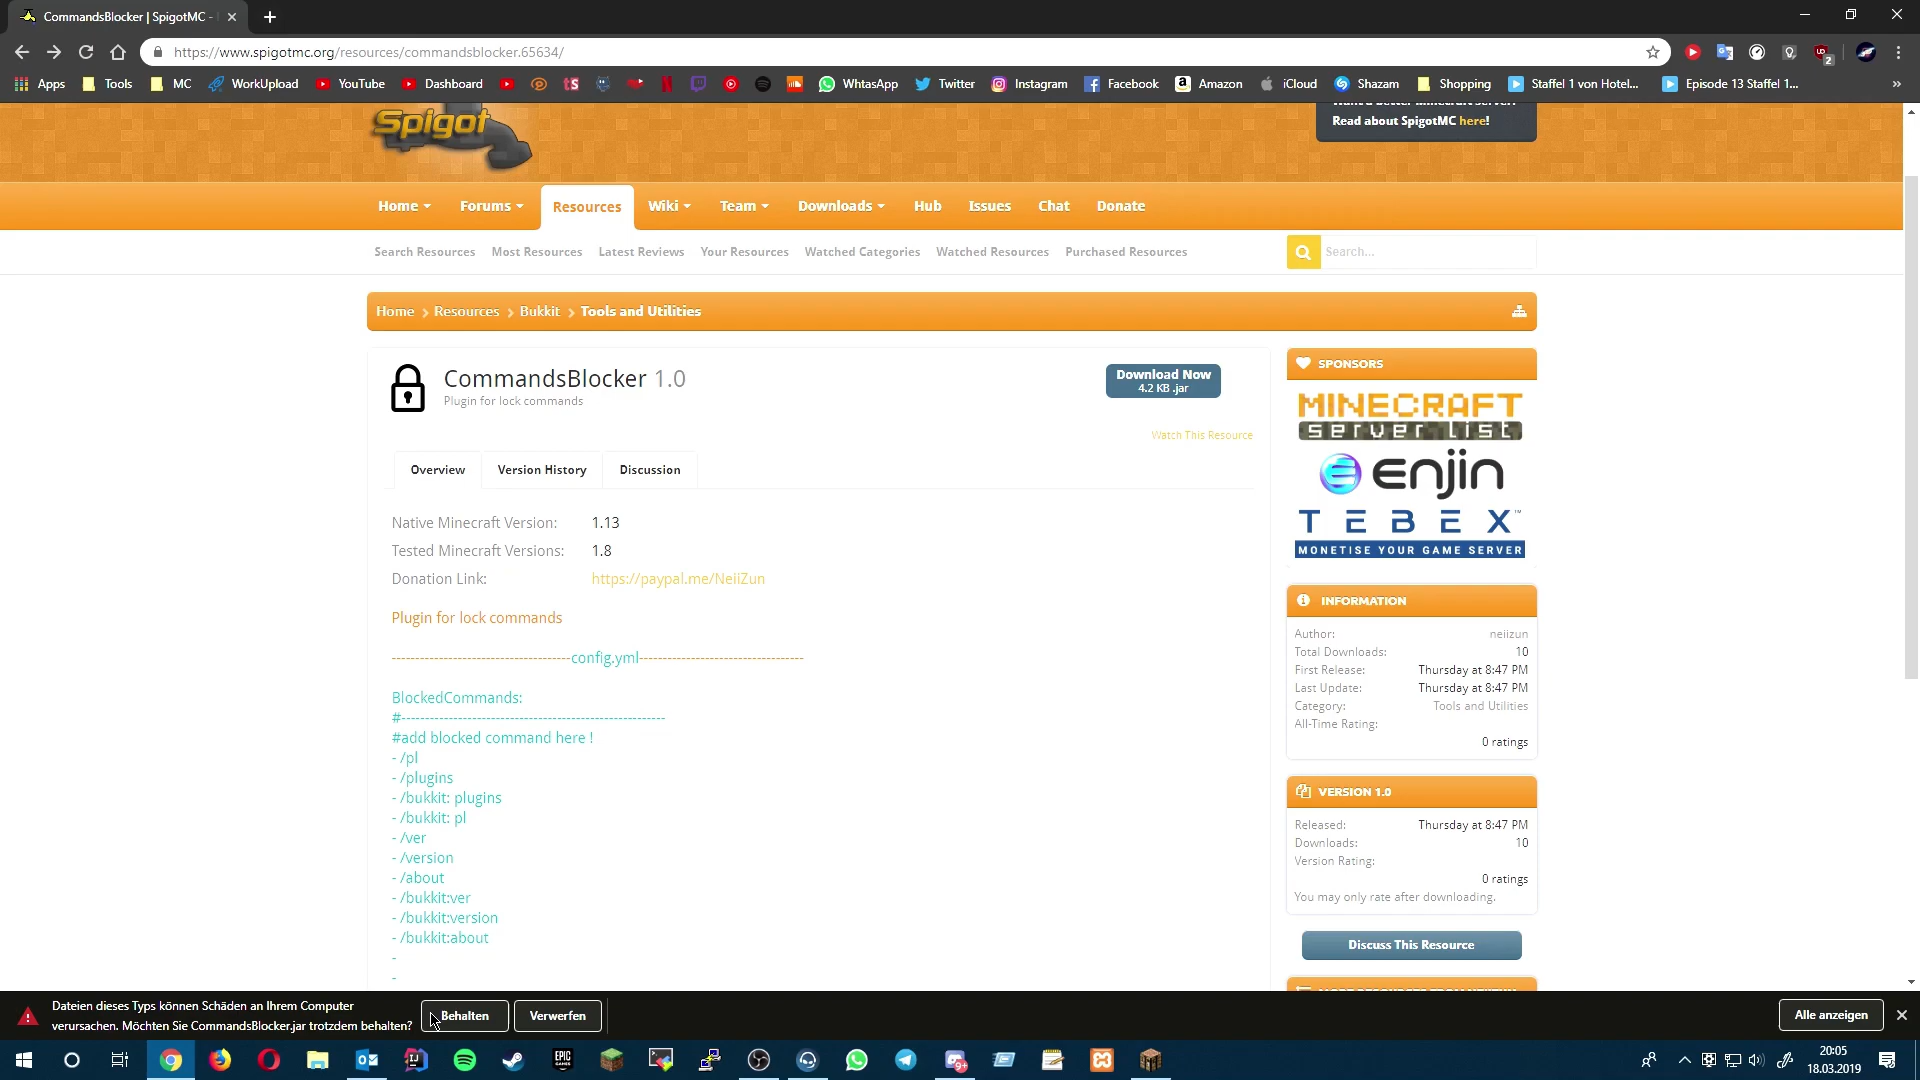 CommandsBlocker | SpigotMC -
https://www.spigotmc.org/resources/commandsblocker.65634/
2
Apps Tools MC WorkUpload YouTube Dashboard WhtasApp Twitter Instagram Facebook Amazon iCloud Shazam Shopping Staffel 1 von Hotel... Episode 13 Staffel 1... »
Spigot
Read about SpigotMC here!
Home Forums Resources Wiki Team Downloads Hub Issues Chat Donate
Search Resources Most Resources Latest Reviews Your Resources Watched Categories Watched Resources Purchased Resources
Search...
Home Resources Bukkit Tools and Utilities
CommandsBlocker 1.0
Plugin for lock commands
Download Now
4.2 KB .jar
Watch This Resource
Overview Version History Discussion
Native Minecraft Version: 1.13
Tested Minecraft Versions: 1.8
Donation Link: https://paypal.me/NeiiZun
Plugin for lock commands
--------------------------------------config.yml-----------------------------------
BlockedCommands:
#--------------------------------------------------------
#add blocked command here !
- /pl
- /plugins
- /bukkit: plugins
- /bukkit: pl
- /ver
- /version
- /about
- /bukkit:ver
- /bukkit:version
- /bukkit:about
-
-
SPONSORS
MINECRAFT
server list
enjin
TEBEX™
MONETISE YOUR GAME SERVER
INFORMATION
Author: neiizun
Total Downloads: 10
First Release: Thursday at 8:47 PM
Last Update: Thursday at 8:47 PM
Category: Tools and Utilities
All-Time Rating:
0 ratings
VERSION 1.0
Released: Thursday at 8:47 PM
Downloads: 10
Version Rating:
0 ratings
You may only rate after downloading.
Discuss This Resource
Dateien dieses Typs können Schäden an Ihrem Computer
verursachen. Möchten Sie CommandsBlocker.jar trotzdem behalten?
Behalten Verwerfen
Alle anzeigen
EPIC GAMES
9+
20:05
18.03.2019